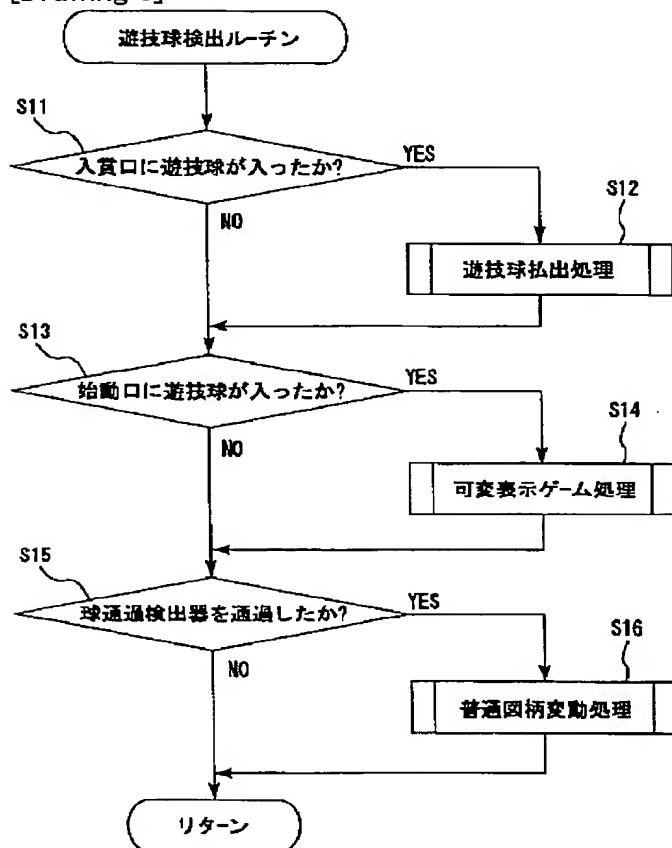 遊技球検出ルーチン
S11
入賞口に遊技球が入ったか?
YES
NO
S12
遊技球払出処理
S13
始動口に遊技球が入ったか?
YES
NO
S14
可変表示ゲーム処理
S15
球通過検出器を通過したか?
YES
NO
S16
普通図柄変動処理
リターン